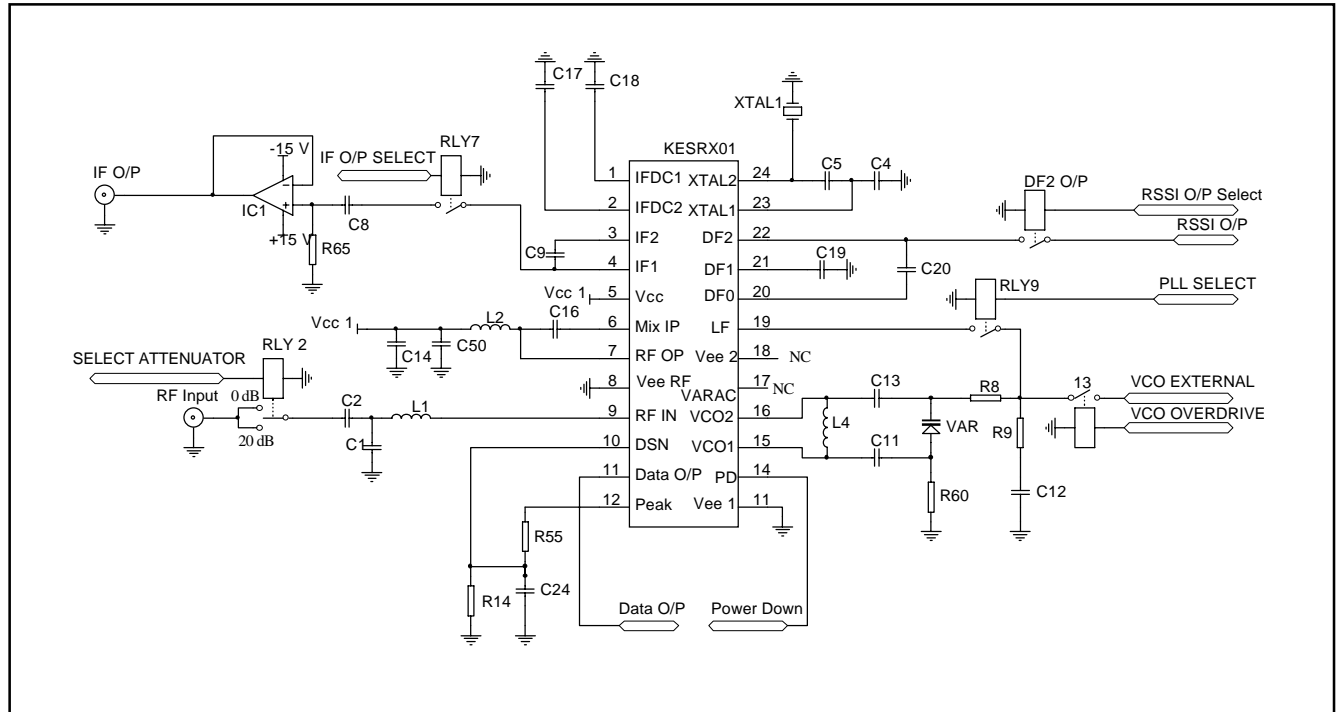 C17
C18
XTAL1
RLY7
KESRX01
-15 V
IF O/P SELECT
C5
C4
IF O/P
1
IFDC1
XTAL2
24
DF2 O/P
RSSI O/P Select
IC1
C8
2
IFDC2
XTAL1
23
RSSI O/P
+15 V
R65
3
IF2
DF2
22
C9
4
IF1
DF1
21
C19
C20
RLY9
Vcc 1
5
Vcc
DF0
20
PLL SELECT
Vcc 1
L2
C16
6
Mix IP
LF
19
RLY 2
C14
C50
7
RF OP
Vee 2
18
NC
SELECT ATTENUATOR
8
Vee RF
VARAC
17
NC
C13
RF Input
0 dB
C2
L1
9
RF IN
VCO2
16
R8
13
VCO EXTERNAL
20 dB
C1
10
DSN
VCO1
15
L4
C11
VAR
R9
VCO OVERDRIVE
11
Data O/P
PD
14
R60
C12
12
Peak
Vee 1
11
R55
R14
C24
Data O/P
Power Down